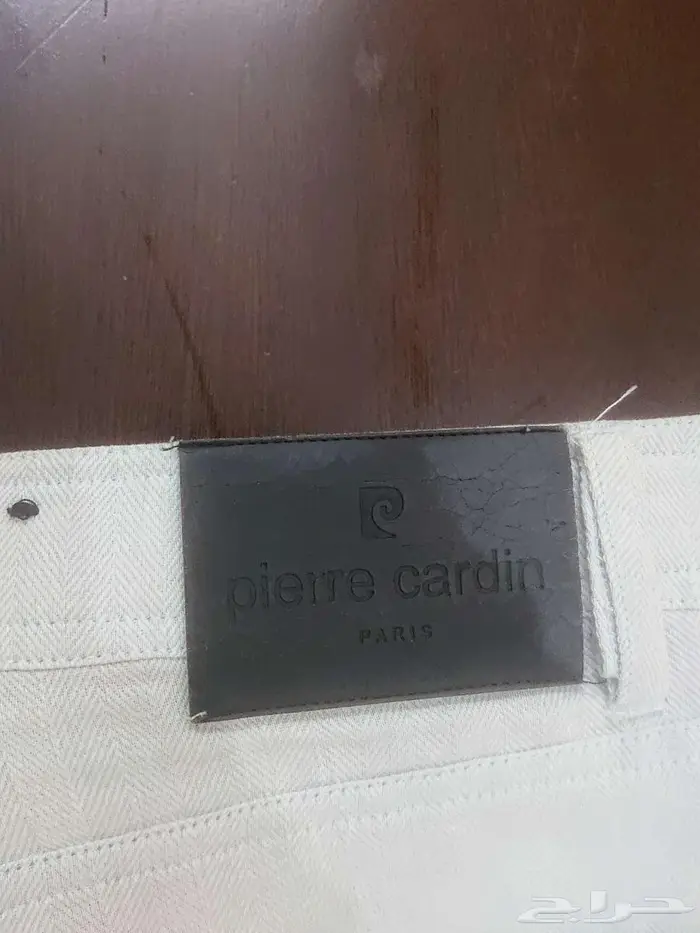 pierre cardin
PARIS
حراج